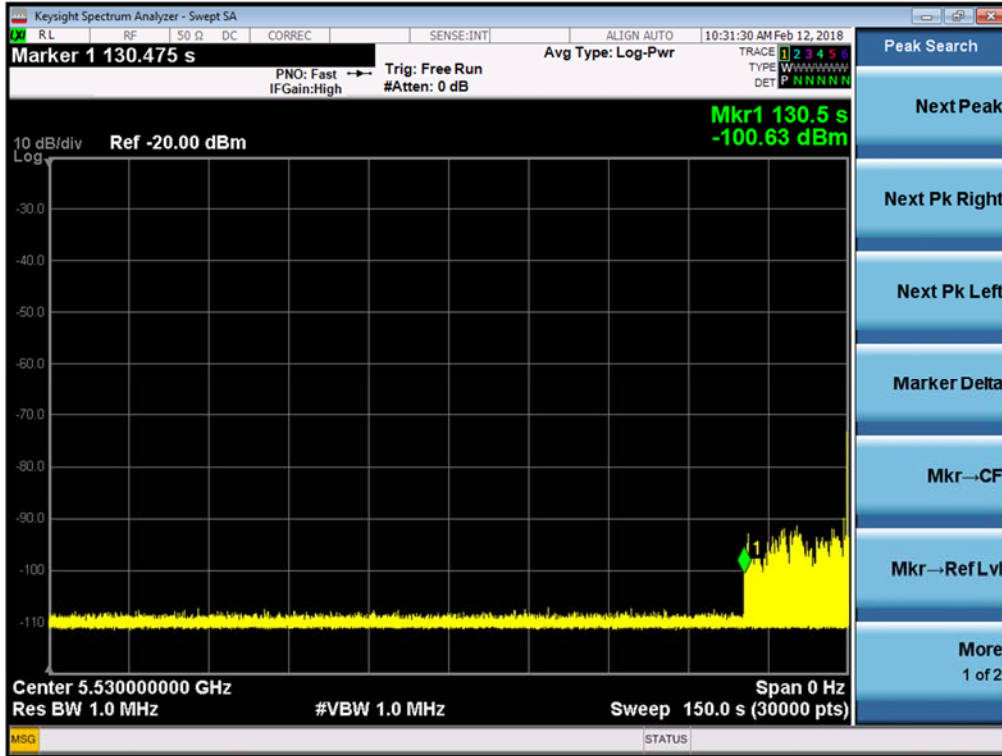 Keysight Spectrum Analyzer - Swept SA
LXI RL RF 50 Ω DC CORREC SENSE:INT ALIGN AUTO 10:31:30 AM Feb 12, 2018
Marker 1 130.475 s
PNO: Fast
IFGain:High
Trig: Free Run
#Atten: 0 dB
Avg Type: Log-Pwr
TRACE 1 2 3 4 5 6
TYPE W W W W W W
DET P N N N N N
Mkr1 130.5 s
-100.63 dBm
10 dB/div Ref -20.00 dBm
Log
-30.0
-40.0
-50.0
-60.0
-70.0
-80.0
-90.0
-100
-110
1
Center 5.530000000 GHz
Span 0 Hz
Res BW 1.0 MHz #VBW 1.0 MHz Sweep 150.0 s (30000 pts)
MSG STATUS
Peak Search
Next Peak
Next Pk Right
Next Pk Left
Marker Delta
Mkr→CF
Mkr→Ref Lvl
More
1 of 2